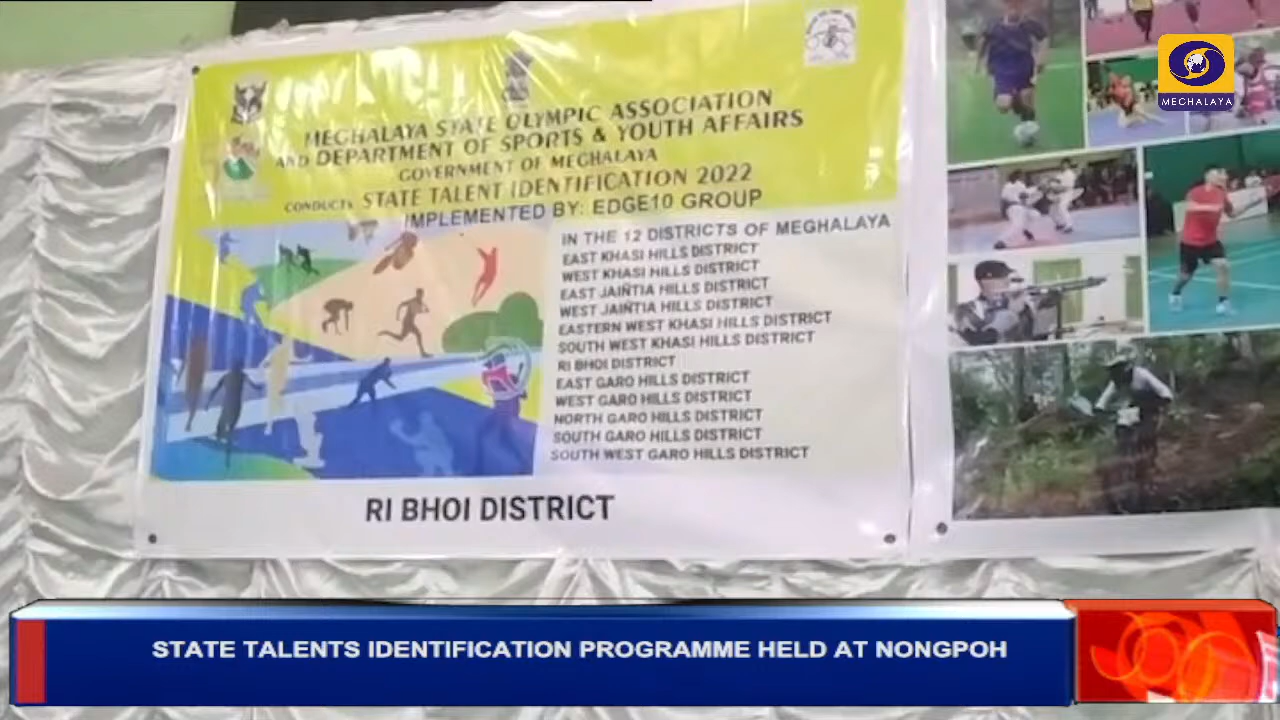 MEGHALAYA STATE OLYMPIC ASSOCIATION
AND DEPARTMENT OF SPORTS & YOUTH AFFAIRS
GOVERNMENT OF MEGHALAYA
CONDUCTS STATE TALENT IDENTIFICATION 2022
IMPLEMENTED BY: EDGE10 GROUP
IN THE 12 DISTRICTS OF MEGHALAYA
EAST KHASI HILLS DISTRICT
WEST KHASI HILLS DISTRICT
EAST JAIÑTIA HILLS DISTRICT
WEST JAIÑTIA HILLS DISTRICT
EASTERN WEST KHASI HILLS DISTRICT
SOUTH WEST KHASI HILLS DISTRICT
RI BHOI DISTRICT
EAST GARO HILLS DISTRICT
WEST GARO HILLS DISTRICT
NORTH GARO HILLS DISTRICT
SOUTH GARO HILLS DISTRICT
SOUTH WEST GARO HILLS DISTRICT
RI BHOI DISTRICT
MEGHALAYA
STATE TALENTS IDENTIFICATION PROGRAMME HELD AT NONGPOH